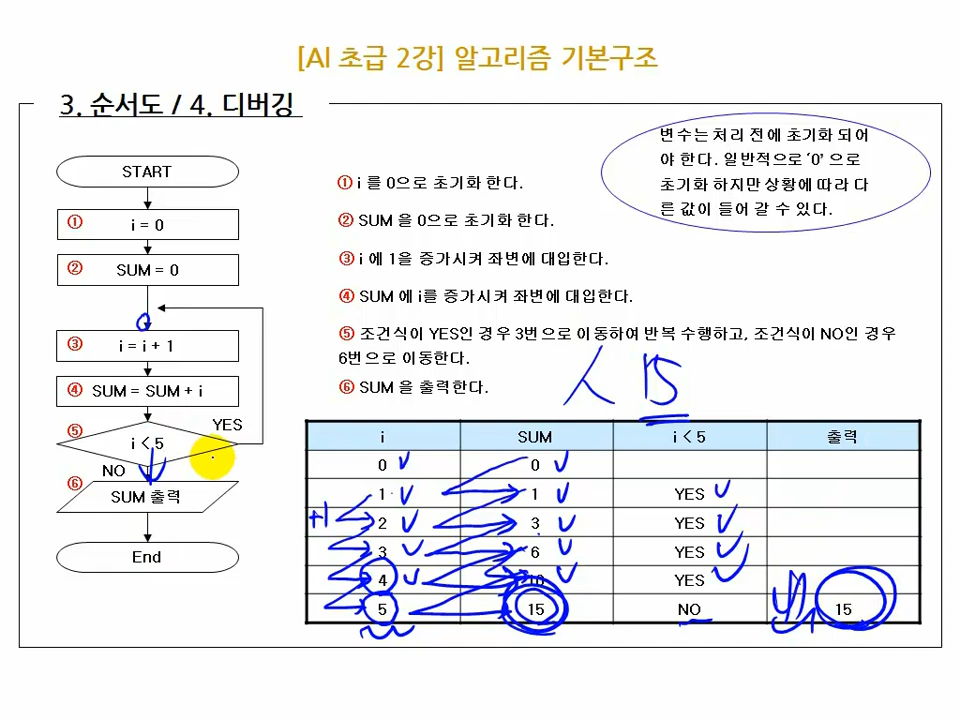 [AI 초급 2강] 알고리즘 기본구조
3. 순서도 / 4. 디버깅
변수는 처리 전에 초기화 되어
야 한다. 일반적으로 '0' 으로
초기화 하지만 상황에 따라 다
른 값이 들어 갈 수 있다.
START
① i = 0
② SUM = 0
③ i = i + 1
④ SUM = SUM + i
⑤ i < 5
YES
NO
⑥ SUM 출력
End
① i 를 0으로 초기화 한다.
② SUM 을 0으로 초기화 한다.
③ i 에 1을 증가시켜 좌변에 대입한다.
④ SUM 에 i를 증가시켜 좌변에 대입한다.
⑤ 조건식이 YES인 경우 3번으로 이동하여 반복 수행하고, 조건식이 NO인 경우
6번으로 이동한다.
⑥ SUM 을 출력한다.
15
i SUM i < 5 출력
0 0
1 1 YES
+1 2 3 YES
3 6 YES
4 10 YES
5 15 NO 15